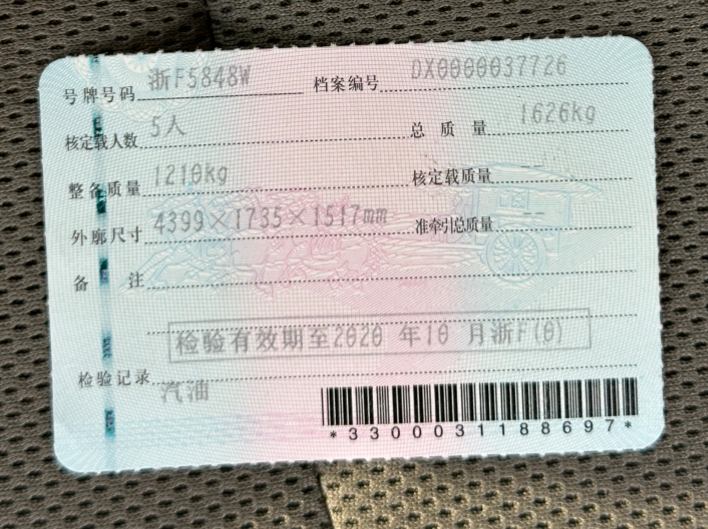 号牌号码 浙F5848W 档案编号 DX0000037726
核定载人数 5人 总质量 1626kg
整备质量 1210kg 核定载质量 --
外廓尺寸 4399×1735×1517mm 准牵引总质量 --
备注
检验有效期至2020 年10 月浙F(0)
检验记录
汽油
*3300031188697*